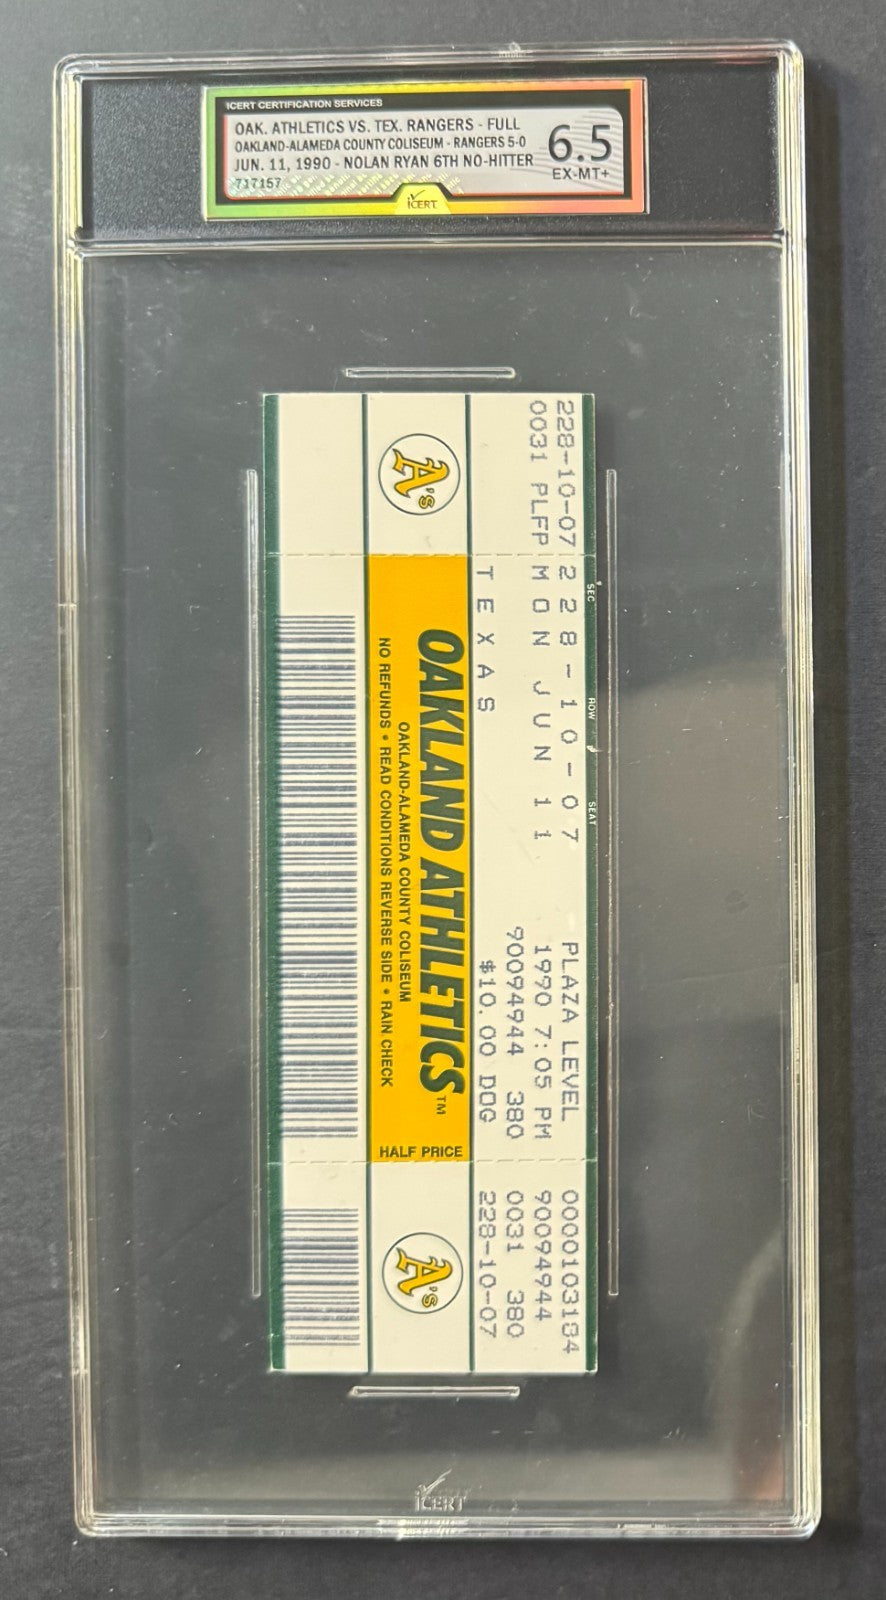 ICERT CERTIFICATION SERVICES
OAK. ATHLETICS VS. TEX. RANGERS - FULL
OAKLAND-ALAMEDA COUNTY COLISEUM - RANGERS 5-0
JUN. 11, 1990 - NOLAN RYAN 6TH NO-HITTER
717157
6.5
EX-MT+
iCERT
228-10-07
0031 PLFP
A's
SEC ROW SEAT
228-10-07 PLAZA LEVEL
MON JUN 11 1990 7:05 PM
90094944 380
TEXAS $10.00 DOG
OAKLAND ATHLETICS™
OAKLAND-ALAMEDA COUNTY COLISEUM
NO REFUNDS • READ CONDITIONS REVERSE SIDE • RAIN CHECK
HALF PRICE
0000103184
90094944
0031 380
228-10-07
A's
iCERT